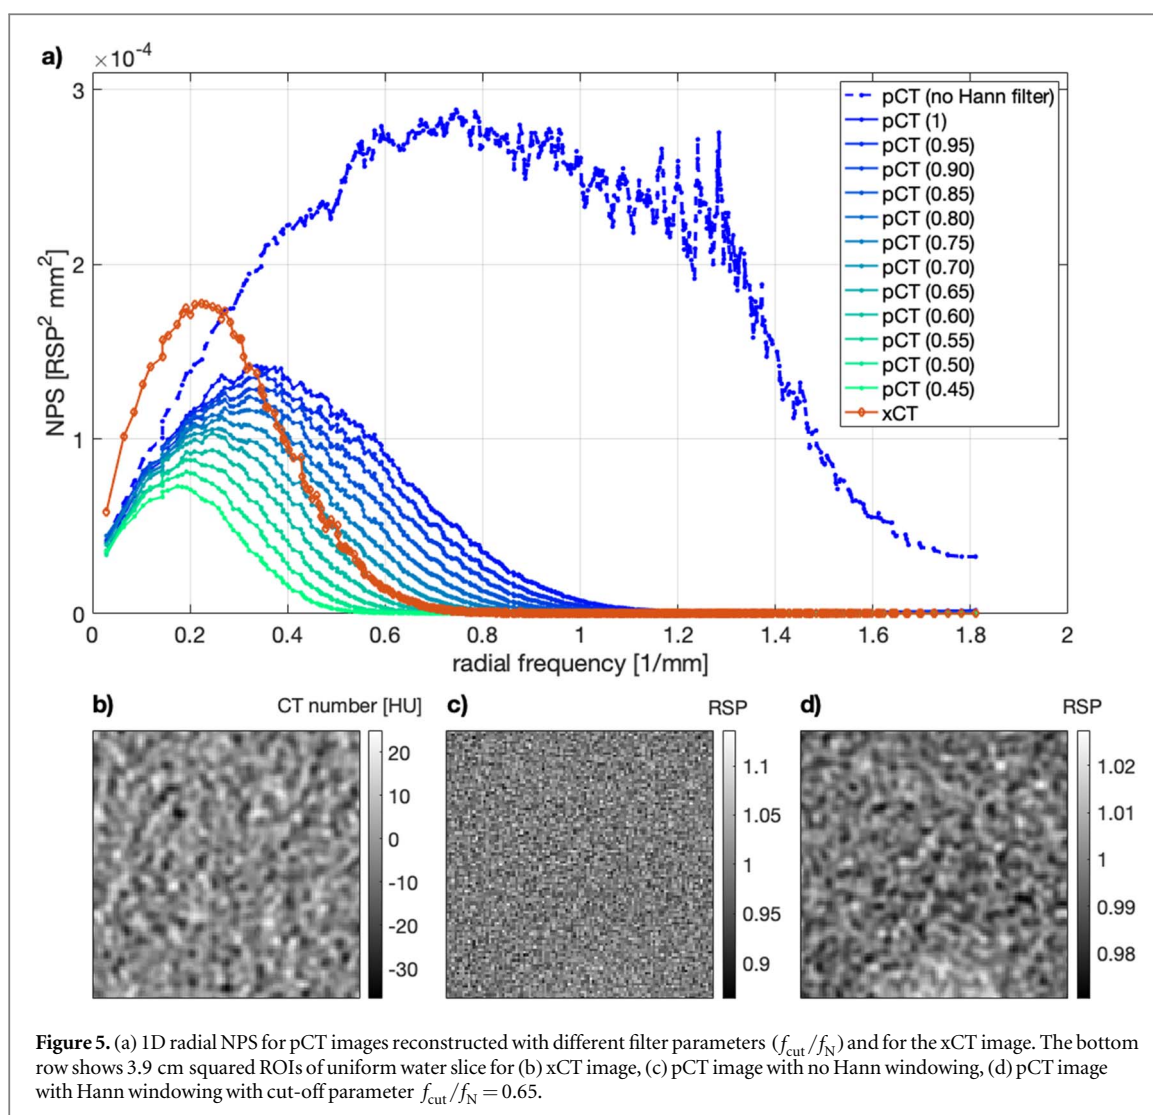 a)
×10⁻⁴
3
2
1
0
NPS [RSP² mm²]
0 0.2 0.4 0.6 0.8 1 1.2 1.4 1.6 1.8 2
radial frequency [1/mm]
pCT (no Hann filter)
pCT (1)
pCT (0.95)
pCT (0.90)
pCT (0.85)
pCT (0.80)
pCT (0.75)
pCT (0.70)
pCT (0.65)
pCT (0.60)
pCT (0.55)
pCT (0.50)
pCT (0.45)
xCT
b) CT number [HU]
20
10
0
-10
-20
-30
c) RSP
1.1
1.05
1
0.95
0.9
d) RSP
1.02
1.01
1
0.99
0.98
Figure 5. (a) 1D radial NPS for pCT images reconstructed with different filter parameters (f_cut/f_N) and for the xCT image. The bottom
row shows 3.9 cm squared ROIs of uniform water slice for (b) xCT image, (c) pCT image with no Hann windowing, (d) pCT image
with Hann windowing with cut-off parameter f_cut/f_N = 0.65.